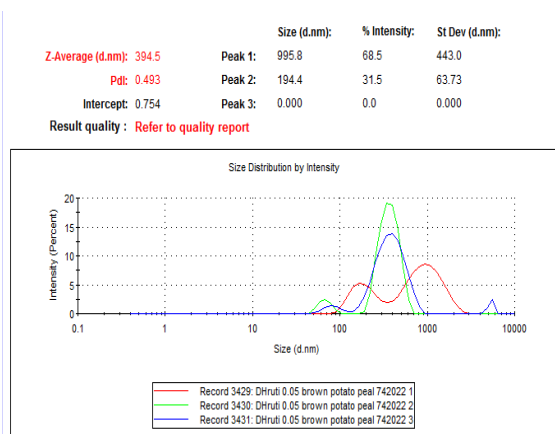 Size (d.nm): % Intensity: St Dev (d.nm):
Z-Average (d.nm): 394.5 Peak 1: 995.8 68.5 443.0
PdI: 0.493 Peak 2: 194.4 31.5 63.73
Intercept: 0.754 Peak 3: 0.000 0.0 0.000
Result quality : Refer to quality report
Size Distribution by Intensity
Intensity (Percent)
20
15
10
5
0
0.1 1 10 100 1000 10000
Size (d.nm)
Record 3429: DHruti 0.05 brown potato peal 742022 1
Record 3430: DHruti 0.05 brown potato peal 742022 2
Record 3431: DHruti 0.05 brown potato peal 742022 3